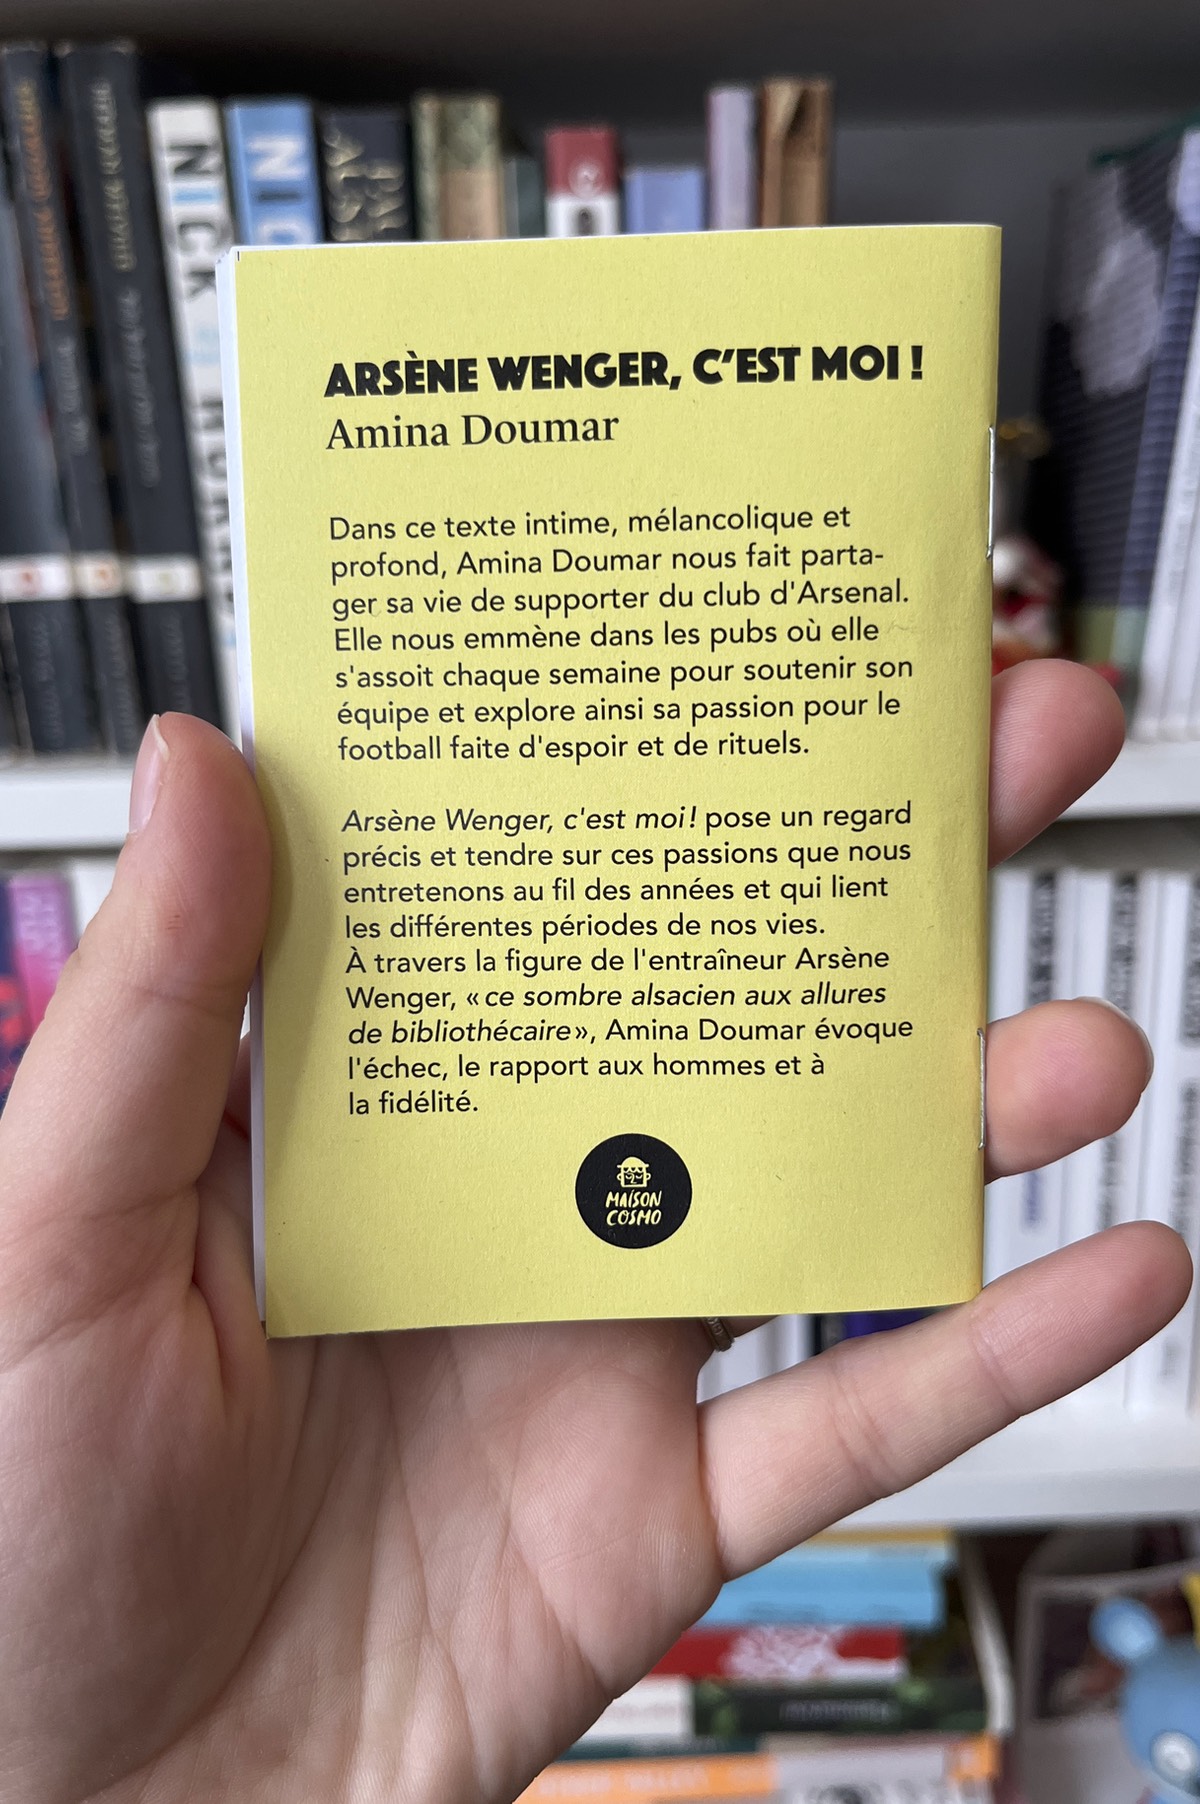 ARSÈNE WENGER, C'EST MOI !
Amina Doumar
Dans ce texte intime, mélancolique et
profond, Amina Doumar nous fait parta-
ger sa vie de supporter du club d'Arsenal.
Elle nous emmène dans les pubs où elle
s'assoit chaque semaine pour soutenir son
équipe et explore ainsi sa passion pour le
football faite d'espoir et de rituels.
Arsène Wenger, c'est moi! pose un regard
précis et tendre sur ces passions que nous
entretenons au fil des années et qui lient
les différentes périodes de nos vies.
À travers la figure de l'entraîneur Arsène
Wenger, « ce sombre alsacien aux allures
de bibliothécaire », Amina Doumar évoque
l'échec, le rapport aux hommes et à
la fidélité.
MAISON
COSMO
NICK